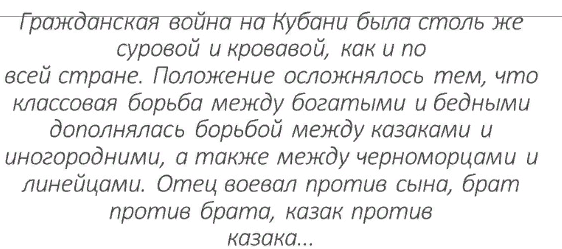 Гражданская война на Кубани была столь же
суровой и кровавой, как и по
всей стране. Положение осложнялось тем, что
классовая борьба между богатыми и бедными
дополнялась борьбой между казаками и
иногородними, а также между черноморцами и
линейцами. Отец воевал против сына, брат
против брата, казак против
казака...